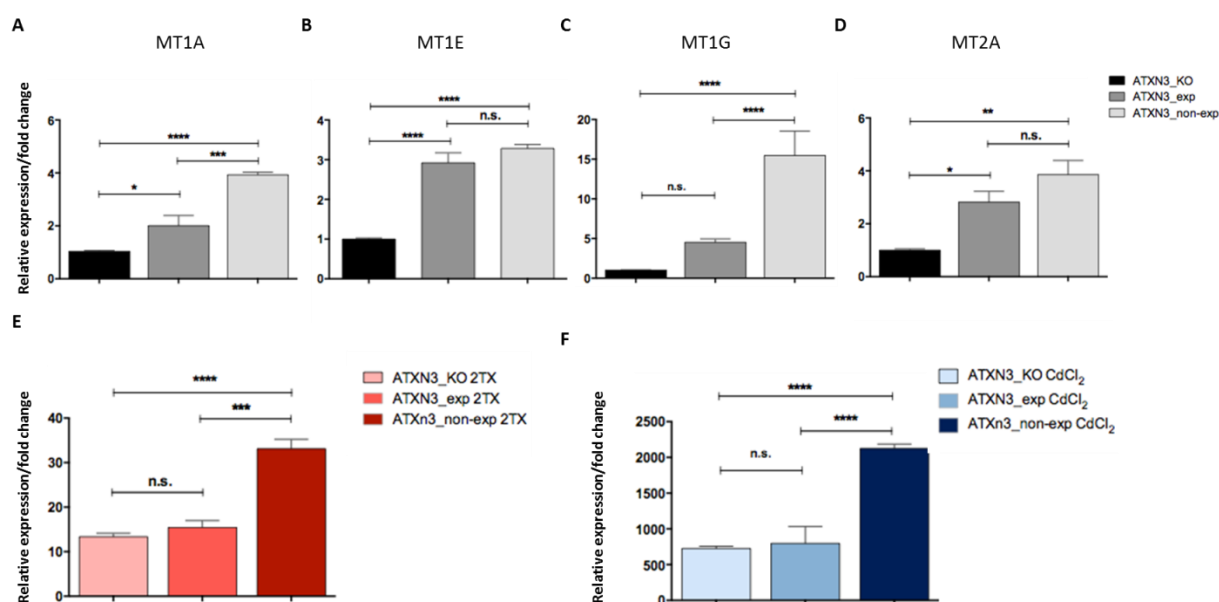 A
MT1A
B
MT1E
C
MT1G
D
MT2A
ATXN3_KO
ATXN3_exp
ATXN3_non-exp
Relative expression/fold change
6
4
2
0
****
***
*
4
3
2
1
0
****
n.s.
****
20
15
10
5
0
****
****
n.s.
6
4
2
0
**
n.s.
*
E
Relative expression/fold change
40
30
20
10
0
****
***
n.s.
ATXN3_KO 2TX
ATXN3_exp 2TX
ATXn3_non-exp 2TX
F
Relative expression/fold change
2500
2000
1500
1000
500
0
****
****
n.s.
ATXN3_KO CdCl₂
ATXN3_exp CdCl₂
ATXn3_non-exp CdCl₂